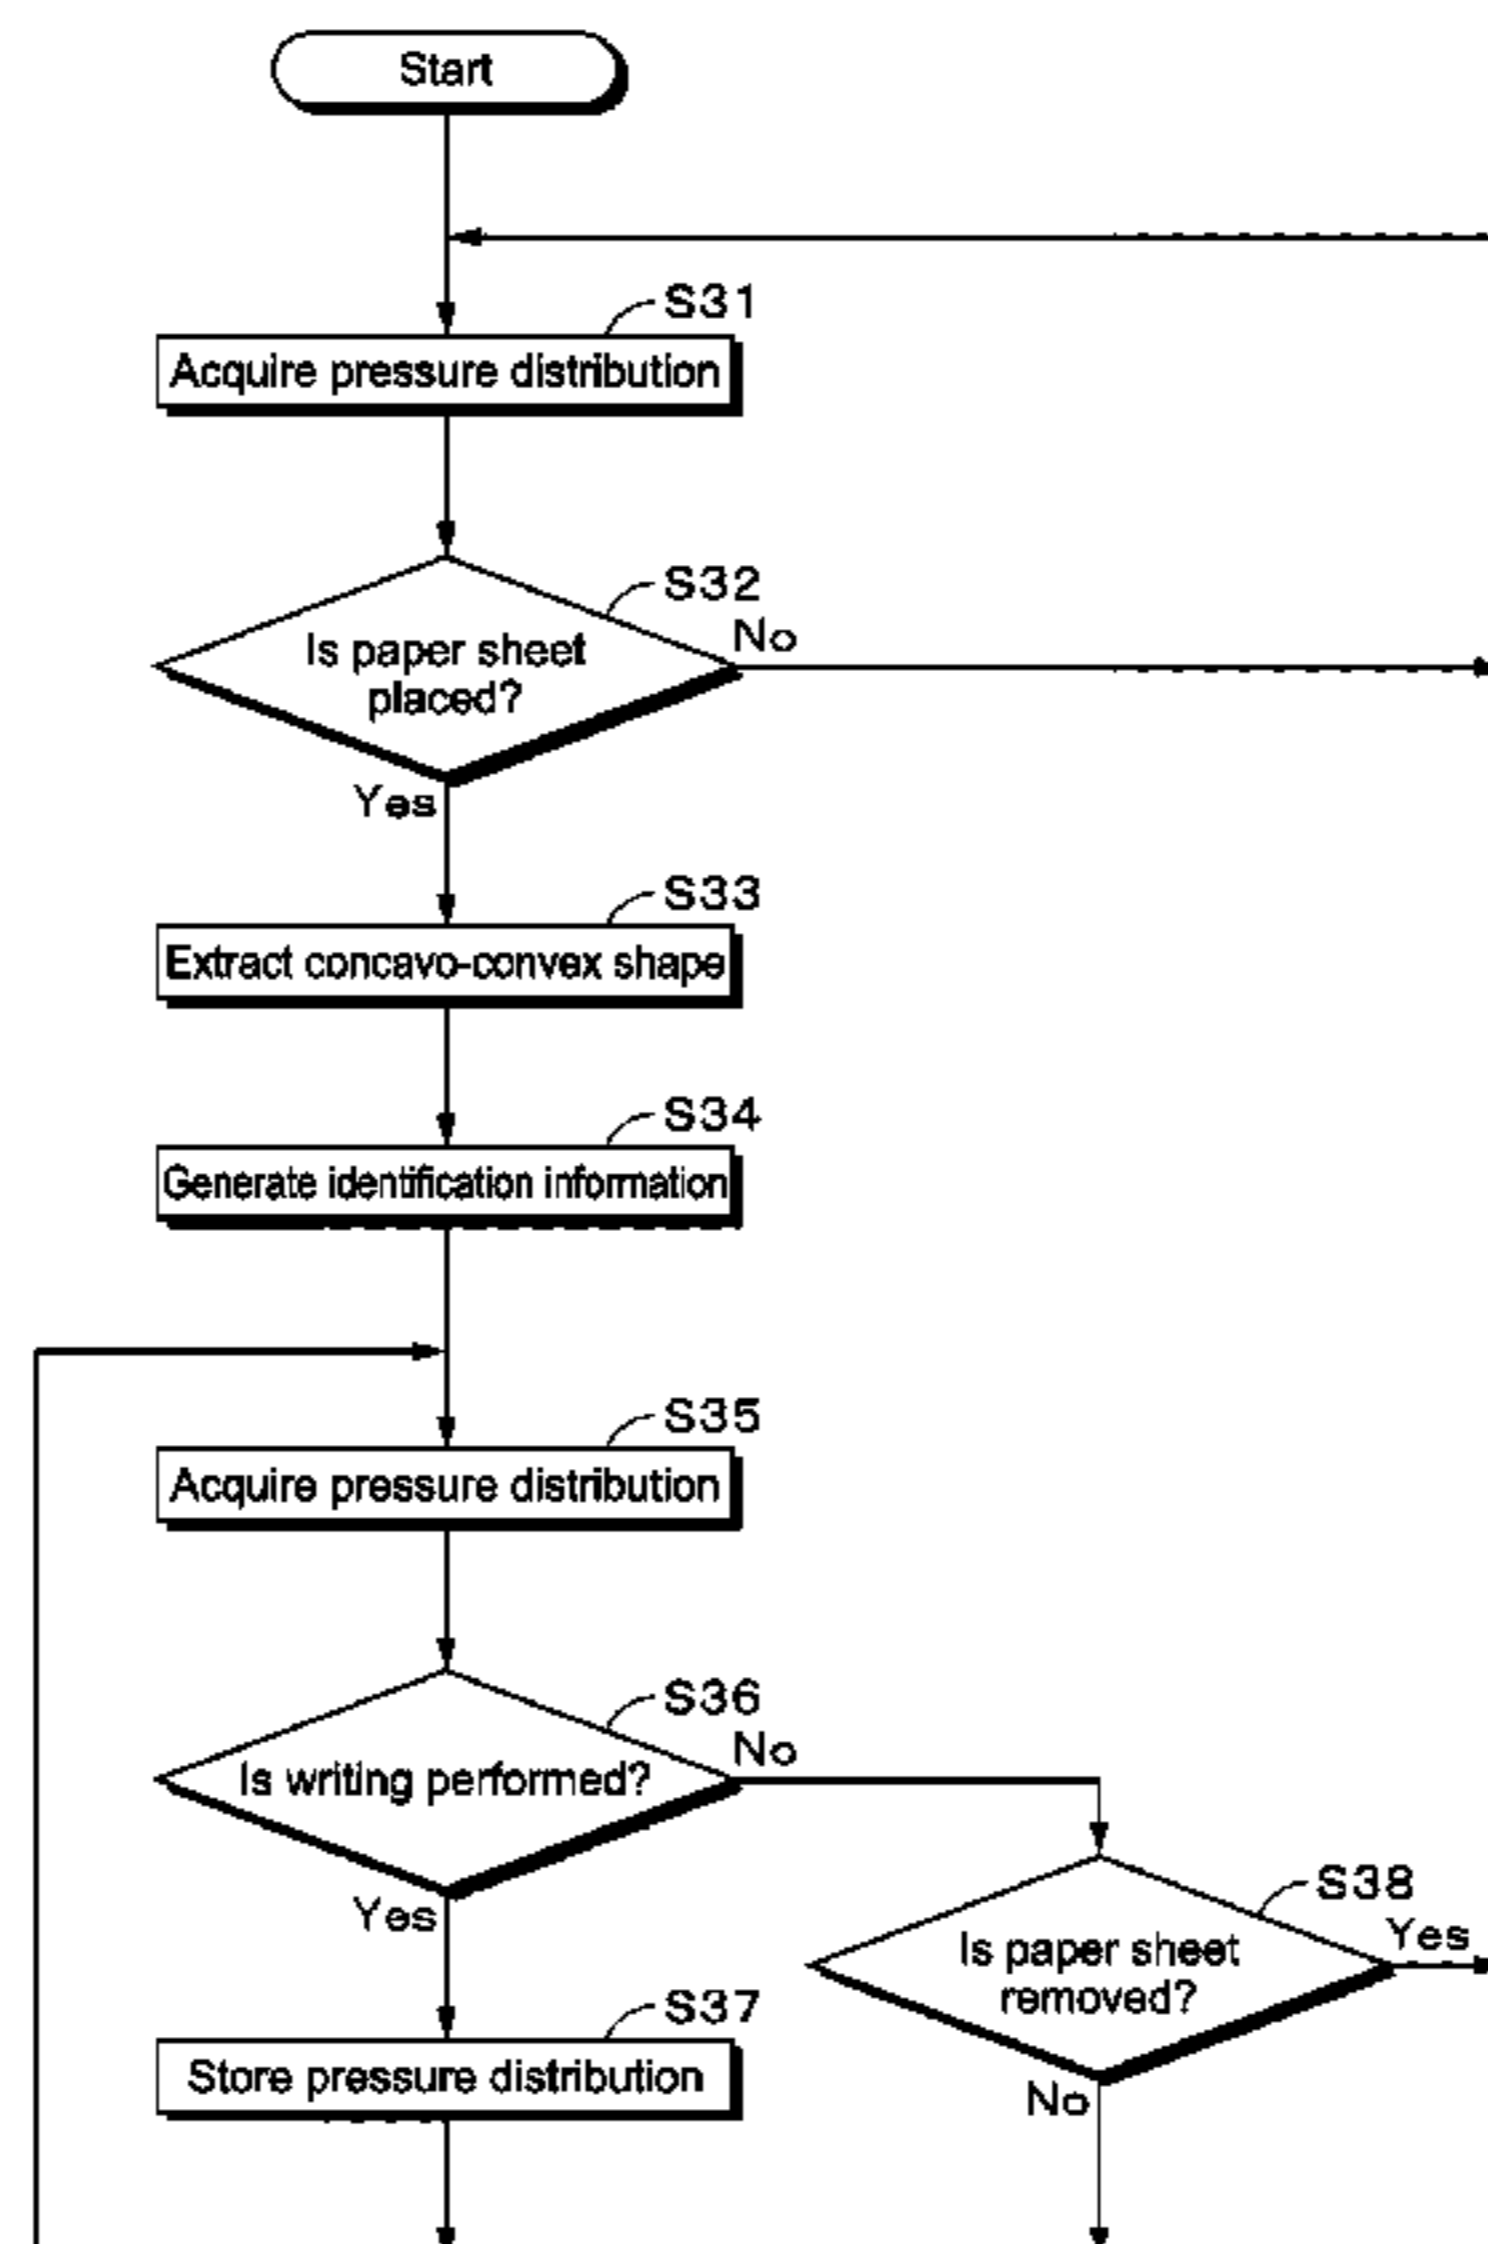 Start
S31
Acquire pressure distribution
S32
No
Is paper sheet
placed?
Yes
S33
Extract concavo-convex shape
S34
Generate identification information
S35
Acquire pressure distribution
S36
No
Is writing performed?
Yes
S38
Yes
Is paper sheet
removed?
No
S37
Store pressure distribution